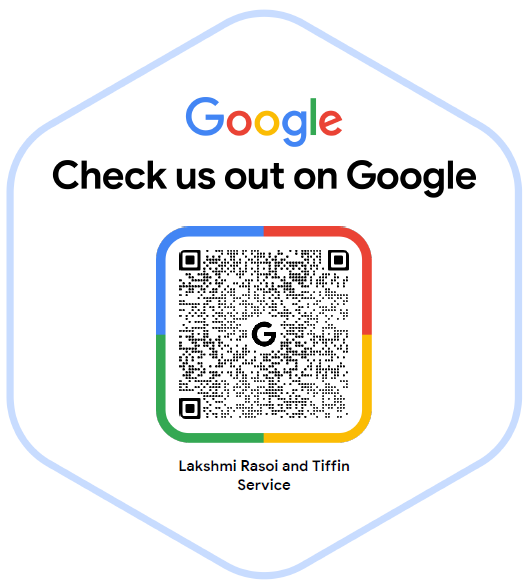 Google
Check us out on Google
G
Lakshmi Rasoi and Tiffin
Service